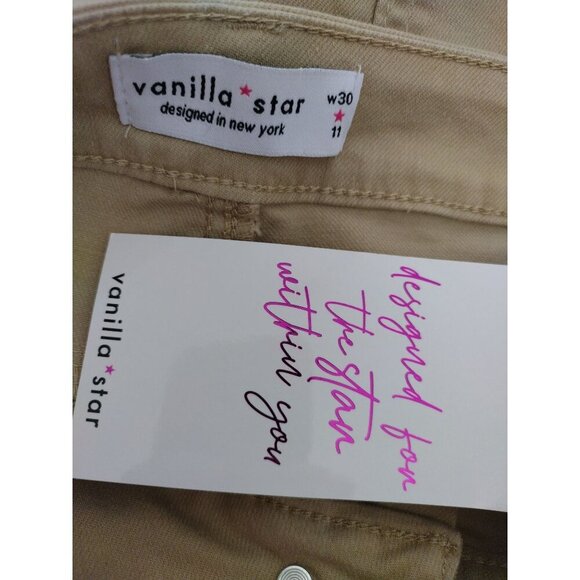 vanilla★star
designed in new york
w30
★
11
designed for
the star
within you
vanilla★star